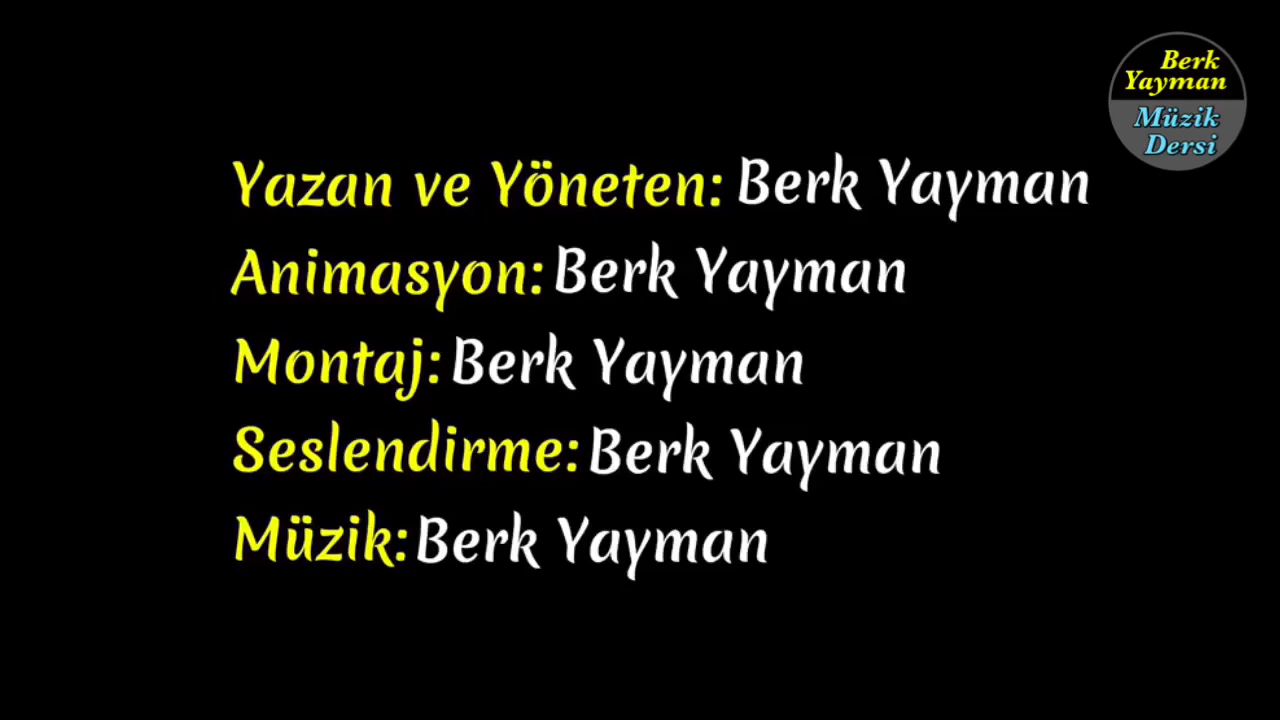 Berk
Yayman
Müzik
Dersi
Yazan ve Yöneten: Berk Yayman
Animasyon: Berk Yayman
Montaj: Berk Yayman
Seslendirme: Berk Yayman
Müzik: Berk Yayman